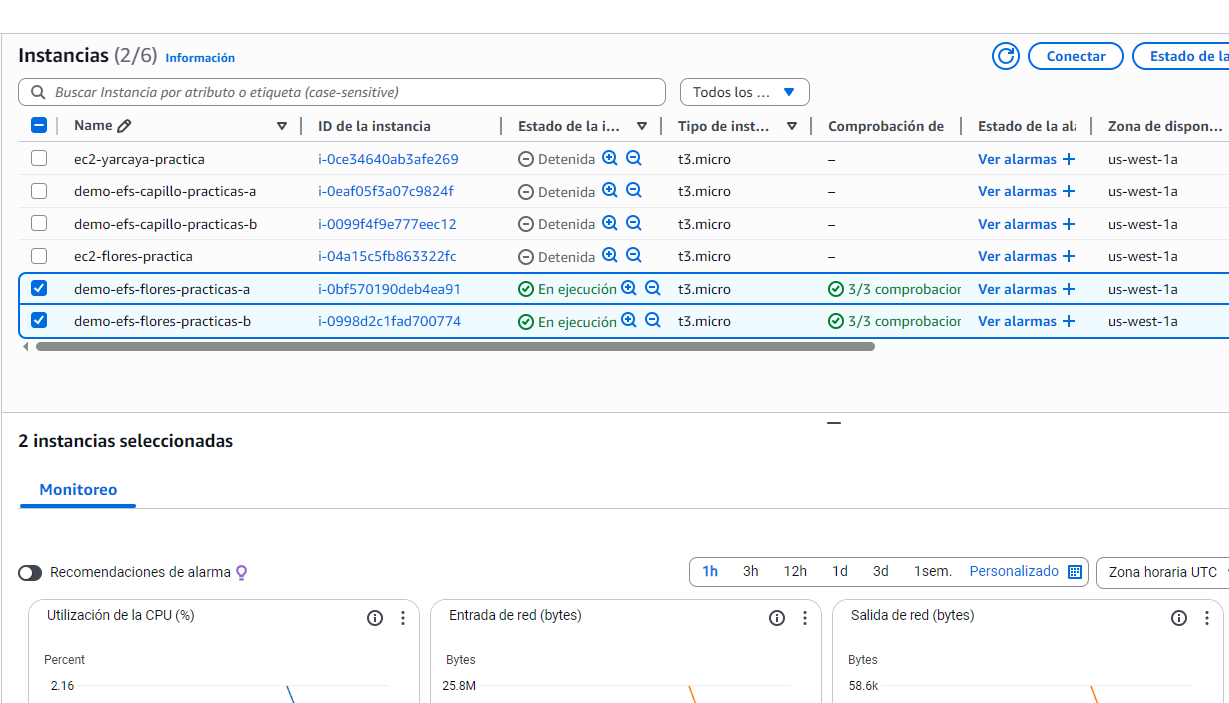 Instancias (2/6) Información
Conectar
Estado de la
Buscar Instancia por atributo o etiqueta (case-sensitive)
Todos los ...
Name ID de la instancia Estado de la i... Tipo de inst... Comprobación de Estado de la ala Zona de dispon...
ec2-yarcaya-practica i-0ce34640ab3afe269 Detenida t3.micro – Ver alarmas + us-west-1a
demo-efs-capillo-practicas-a i-0eaf05f3a07c9824f Detenida t3.micro – Ver alarmas + us-west-1a
demo-efs-capillo-practicas-b i-0099f4f9e777eec12 Detenida t3.micro – Ver alarmas + us-west-1a
ec2-flores-practica i-04a15c5fb863322fc Detenida t3.micro – Ver alarmas + us-west-1a
demo-efs-flores-practicas-a i-0bf570190deb4ea91 En ejecución t3.micro 3/3 comprobacion Ver alarmas + us-west-1a
demo-efs-flores-practicas-b i-0998d2c1fad700774 En ejecución t3.micro 3/3 comprobacion Ver alarmas + us-west-1a
2 instancias seleccionadas
Monitoreo
Recomendaciones de alarma
1h 3h 12h 1d 3d 1sem. Personalizado
Zona horaria UTC
Utilización de la CPU (%)
Percent
2.16
Entrada de red (bytes)
Bytes
25.8M
Salida de red (bytes)
Bytes
58.6k